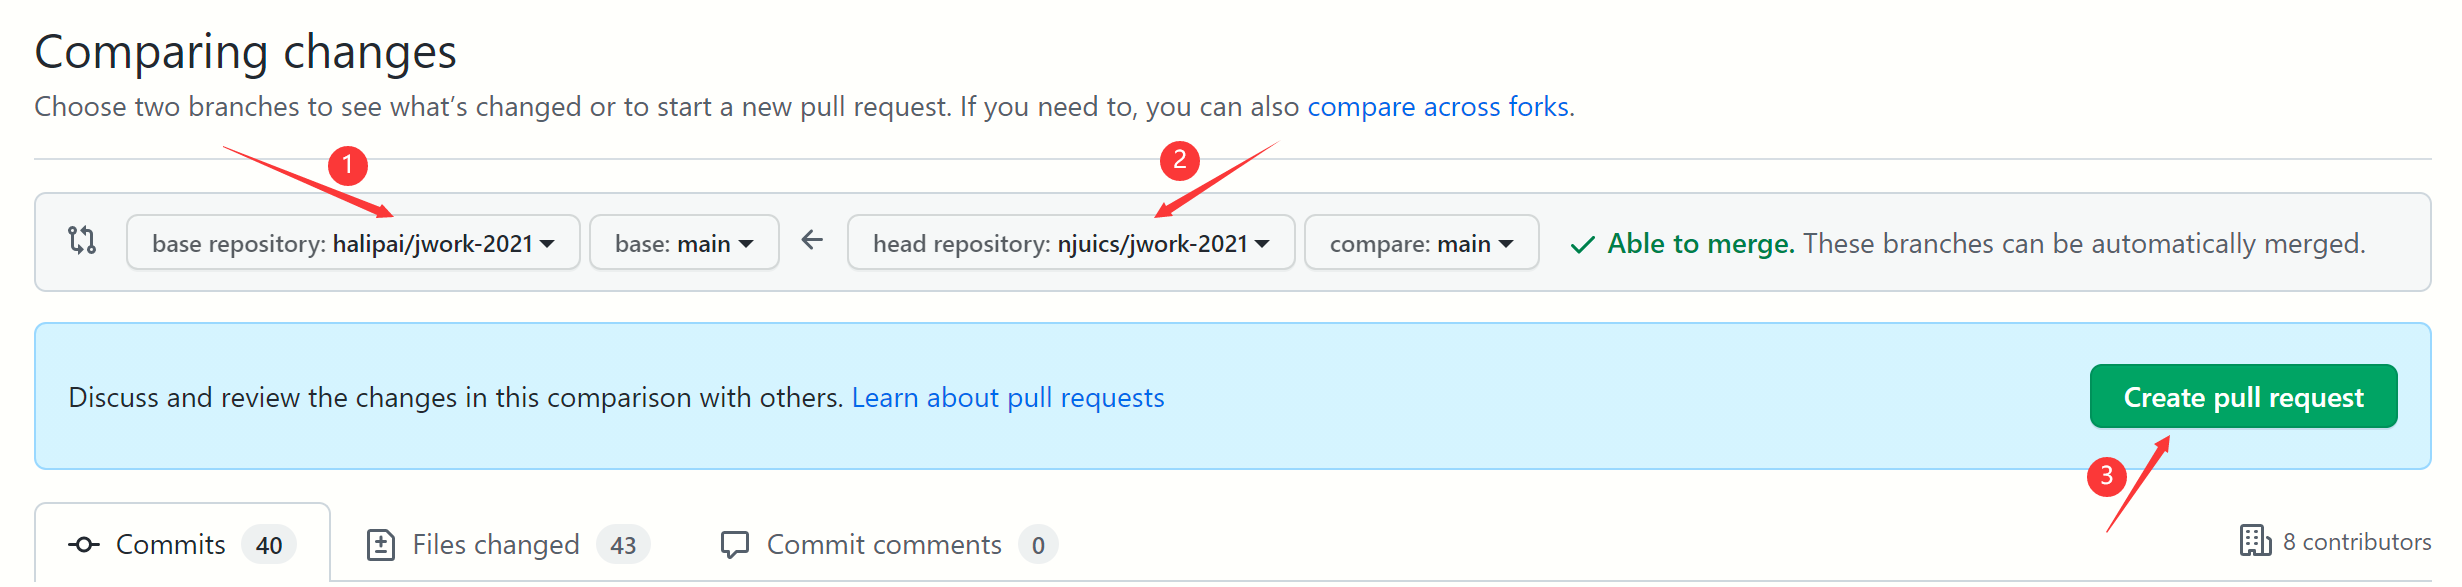 Comparing changes
Choose two branches to see what's changed or to start a new pull request. If you need to, you can also compare across forks.
1
2
base repository: halipai/jwork-2021 base: main head repository: njuics/jwork-2021 compare: main Able to merge. These branches can be automatically merged.
Discuss and review the changes in this comparison with others. Learn about pull requests Create pull request
3
Commits 40 Files changed 43 Commit comments 0 8 contributors